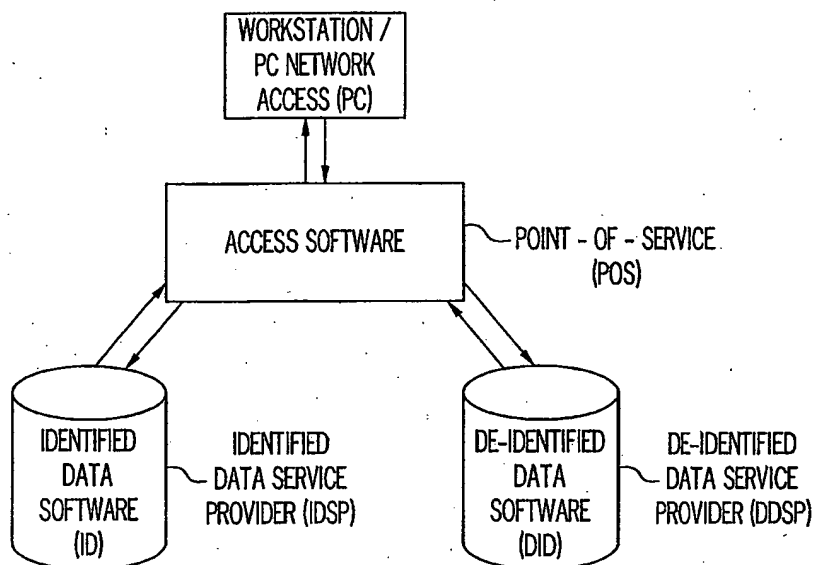 WORKSTATION /
PC NETWORK
ACCESS (PC)
ACCESS SOFTWARE
POINT - OF - SERVICE
(POS)
IDENTIFIED
DATA
SOFTWARE
(ID)
IDENTIFIED
DATA SERVICE
PROVIDER (IDSP)
DE-IDENTIFIED
DATA
SOFTWARE
(DID)
DE-IDENTIFIED
DATA SERVICE
PROVIDER (DDSP)